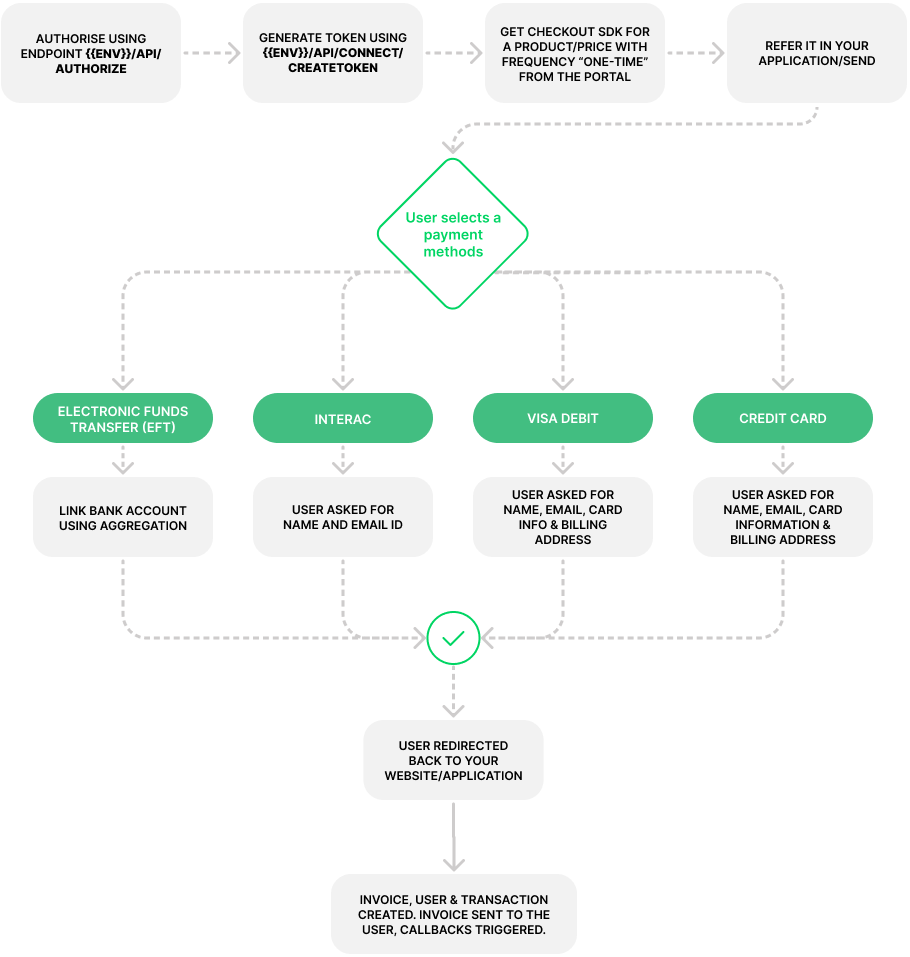 AUTHORISE USING
ENDPOINT {{ENV}}/API/
AUTHORIZE
GENERATE TOKEN USING
{{ENV}}/API/CONNECT/
CREATETOKEN
GET CHECKOUT SDK FOR
A PRODUCT/PRICE WITH
FREQUENCY “ONE-TIME”
FROM THE PORTAL
REFER IT IN YOUR
APPLICATION/SEND
User selects a
payment
methods
ELECTRONIC FUNDS
TRANSFER (EFT)
INTERAC
VISA DEBIT
CREDIT CARD
LINK BANK ACCOUNT
USING AGGREGATION
USER ASKED FOR
NAME AND EMAIL ID
USER ASKED FOR
NAME, EMAIL, CARD
INFO & BILLING
ADDRESS
USER ASKED FOR
NAME, EMAIL, CARD
INFORMATION &
BILLING ADDRESS
USER REDIRECTED
BACK TO YOUR
WEBSITE/APPLICATION
INVOICE, USER & TRANSACTION
CREATED. INVOICE SENT TO THE
USER, CALLBACKS TRIGGERED.